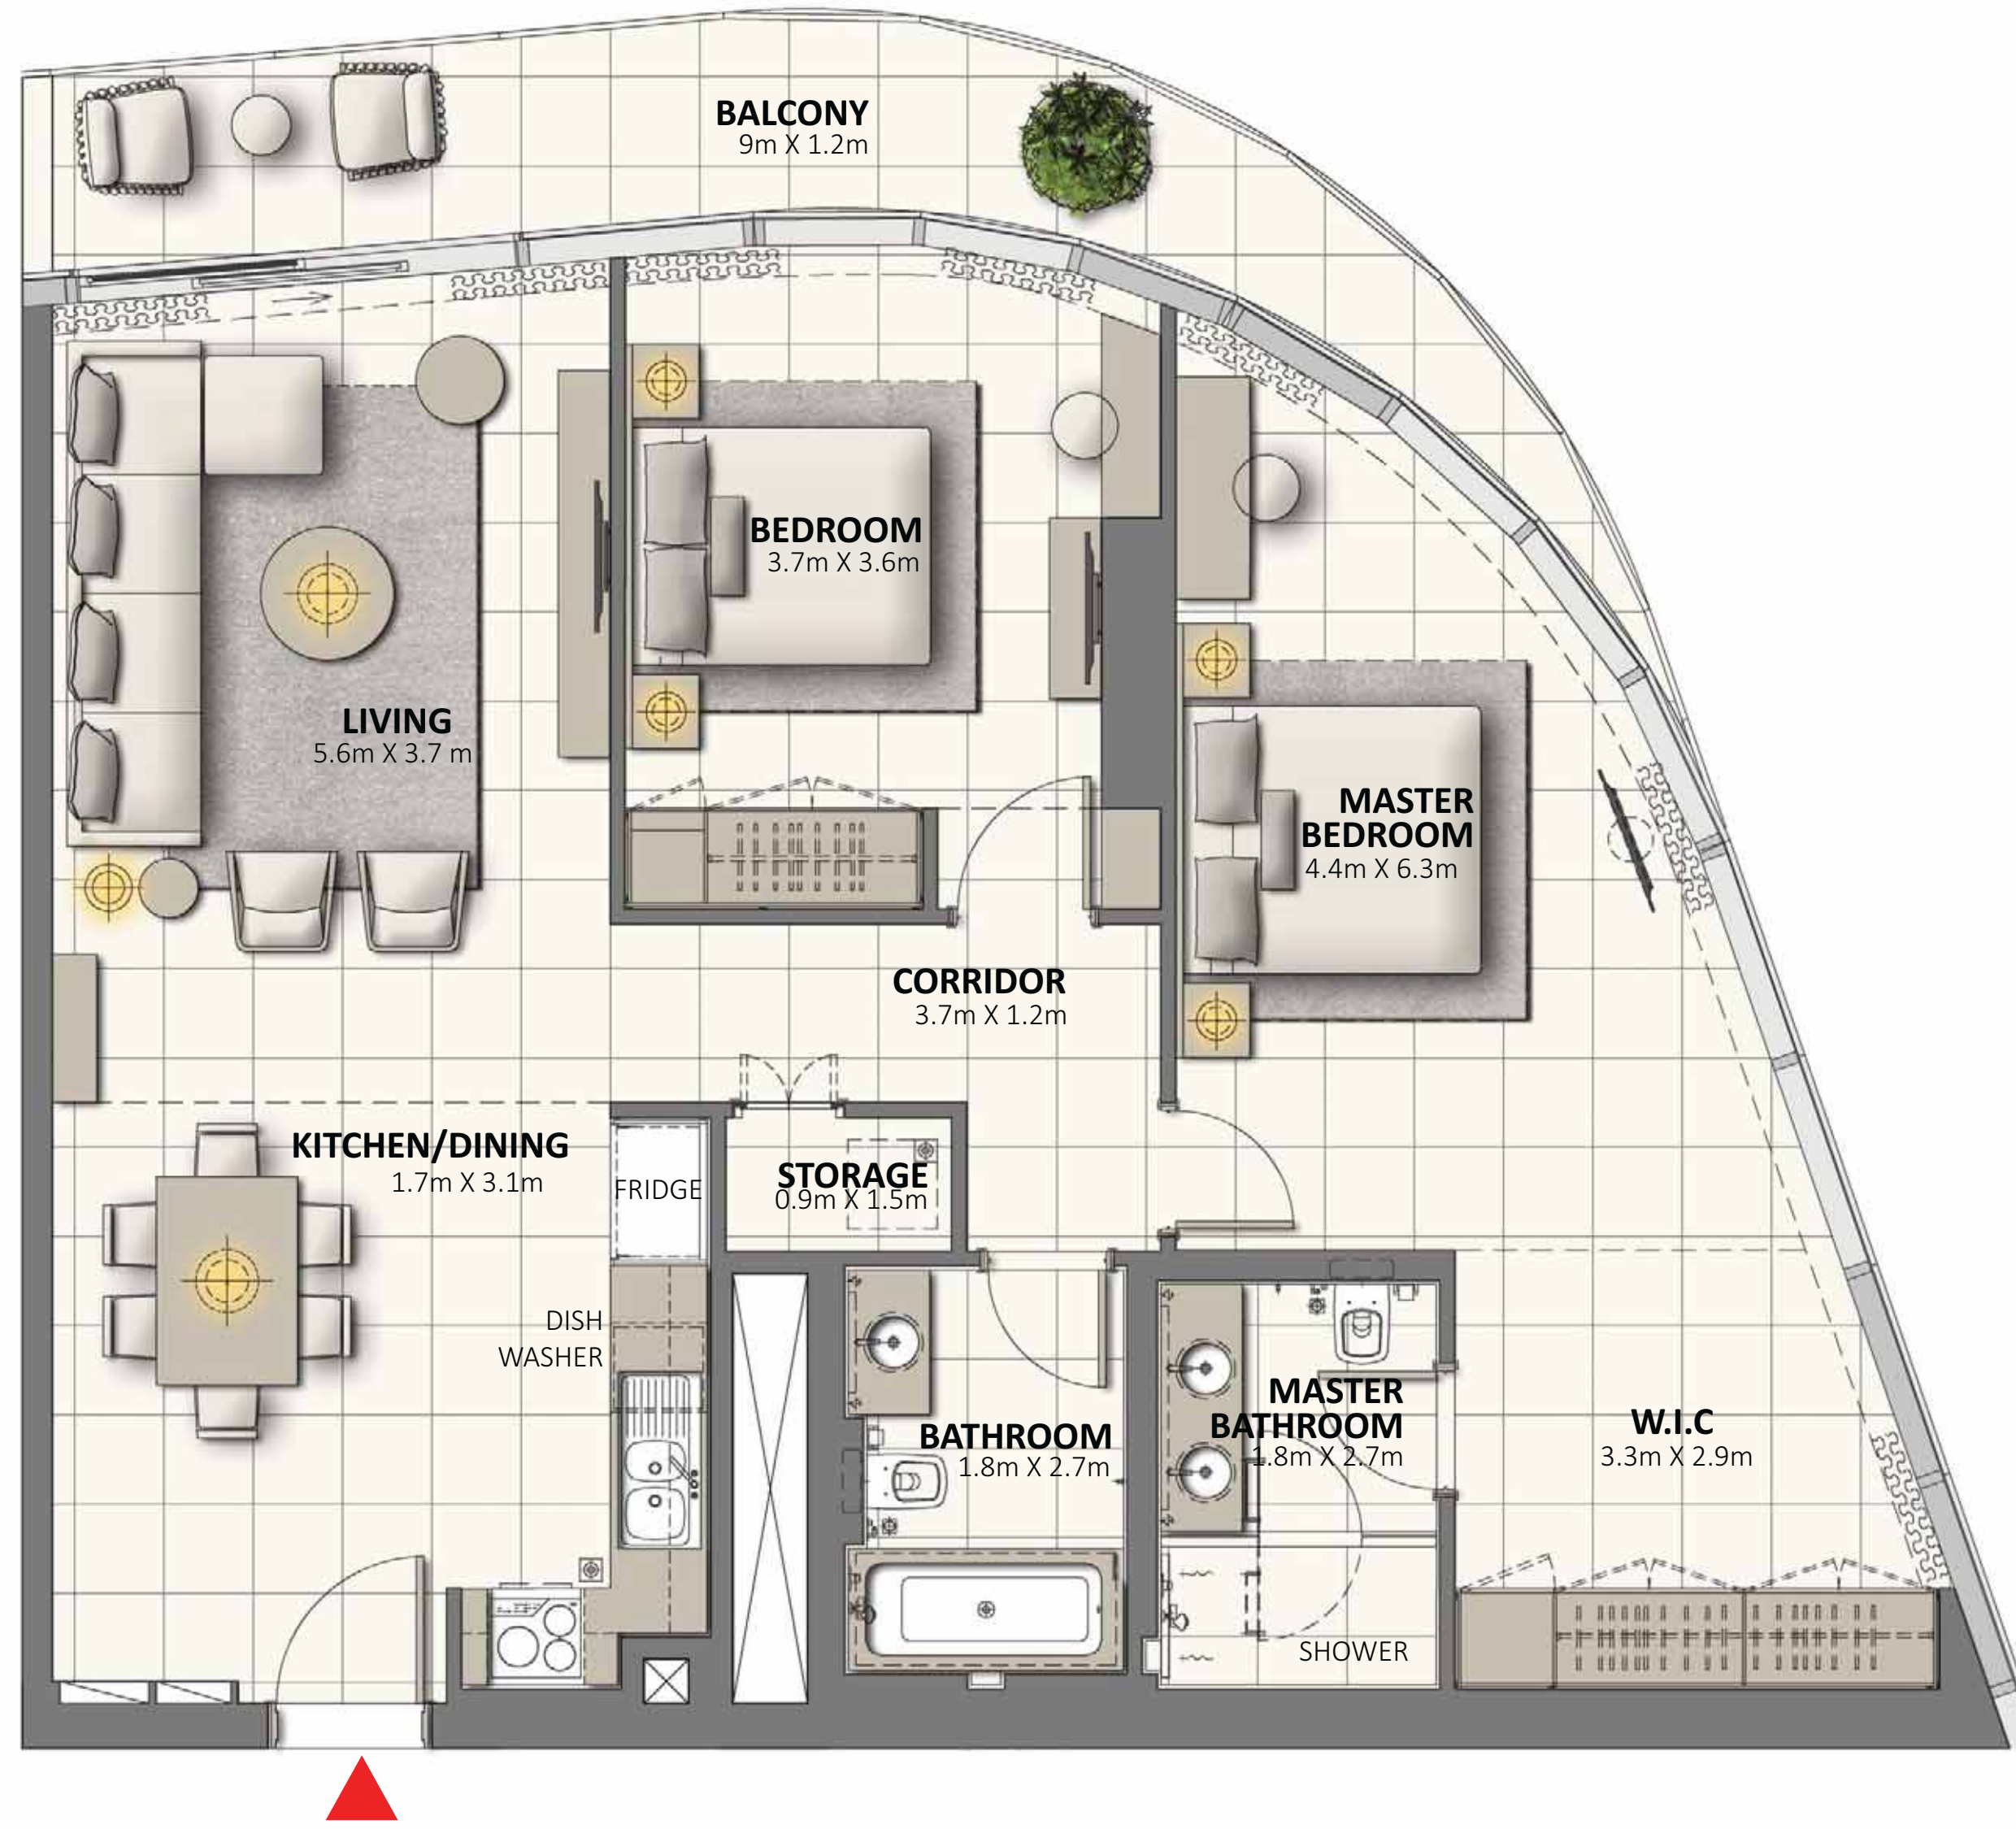 BALCONY
9m X 1.2m
BEDROOM
3.7m X 3.6m
LIVING
5.6m X 3.7 m
MASTER
BEDROOM
4.4m X 6.3m
CORRIDOR
3.7m X 1.2m
KITCHEN/DINING
1.7m X 3.1m
FRIDGE
STORAGE
0.9m X 1.5m
DISH
WASHER
BATHROOM
1.8m X 2.7m
MASTER
BATHROOM
1.8m X 2.7m
W.I.C
3.3m X 2.9m
SHOWER